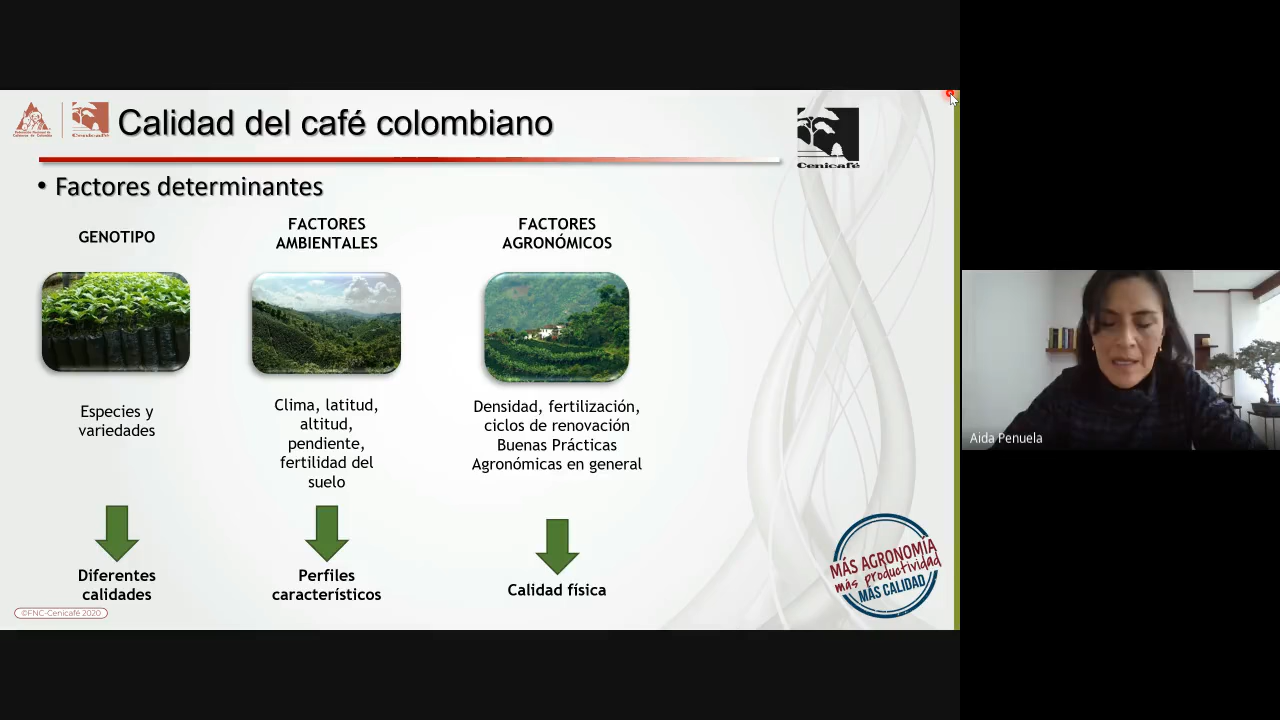 Calidad del café colombiano
Cenicafé
Cenicafé
• Factores determinantes
GENOTIPO
Especies y
variedades
Diferentes
calidades
FACTORES
AMBIENTALES
Clima, latitud,
altitud,
pendiente,
fertilidad del
suelo
Perfiles
característicos
FACTORES
AGRONÓMICOS
Densidad, fertilización,
ciclos de renovación
Buenas Prácticas
Agronómicas en general
Calidad física
MÁS AGRONOMÍA
más productividad
MÁS CALIDAD
©FNC-Cenicafé 2020
Aida Penuela